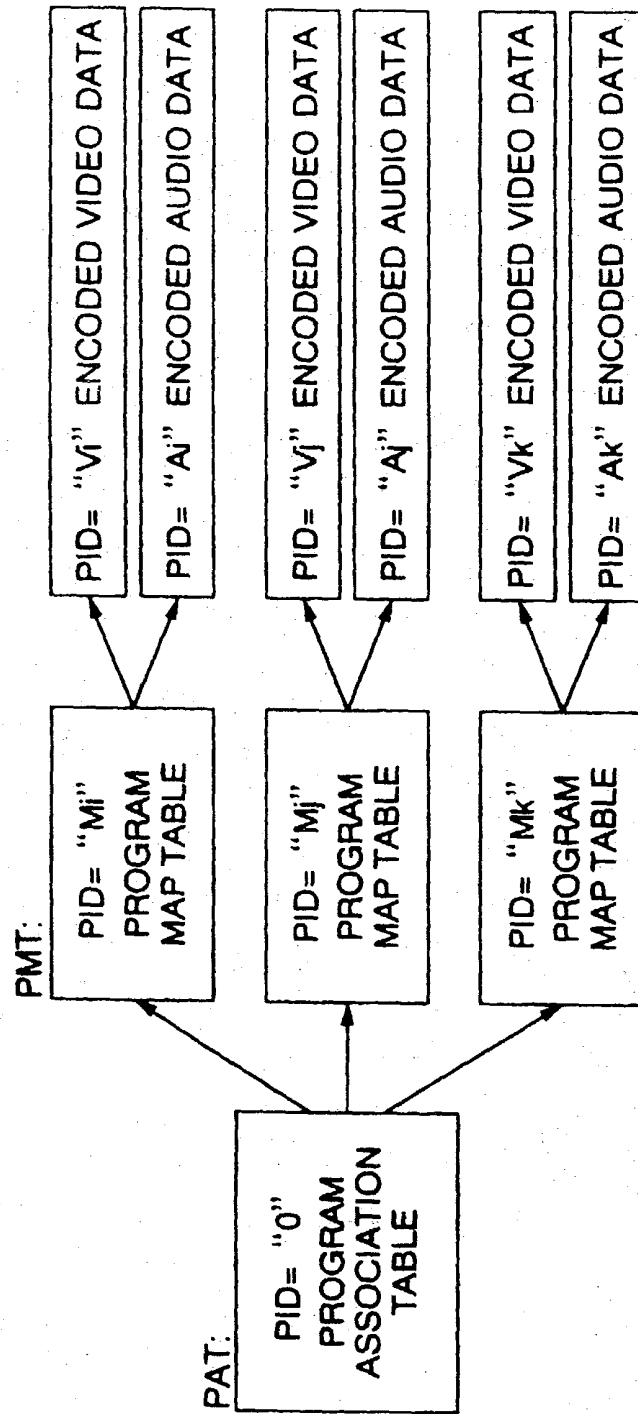 PAT:
PID= "0"
PROGRAM
ASSOCIATION
TABLE
PMT:
PID= "Mi"
PROGRAM
MAP TABLE
PID= "Mj"
PROGRAM
MAP TABLE
PID= "Mk"
PROGRAM
MAP TABLE
PID= "Vi" ENCODED VIDEO DATA
PID= "Ai" ENCODED AUDIO DATA
PID= "Vj" ENCODED VIDEO DATA
PID= "Aj" ENCODED AUDIO DATA
PID= "Vk" ENCODED VIDEO DATA
PID= "Ak" ENCODED AUDIO DATA